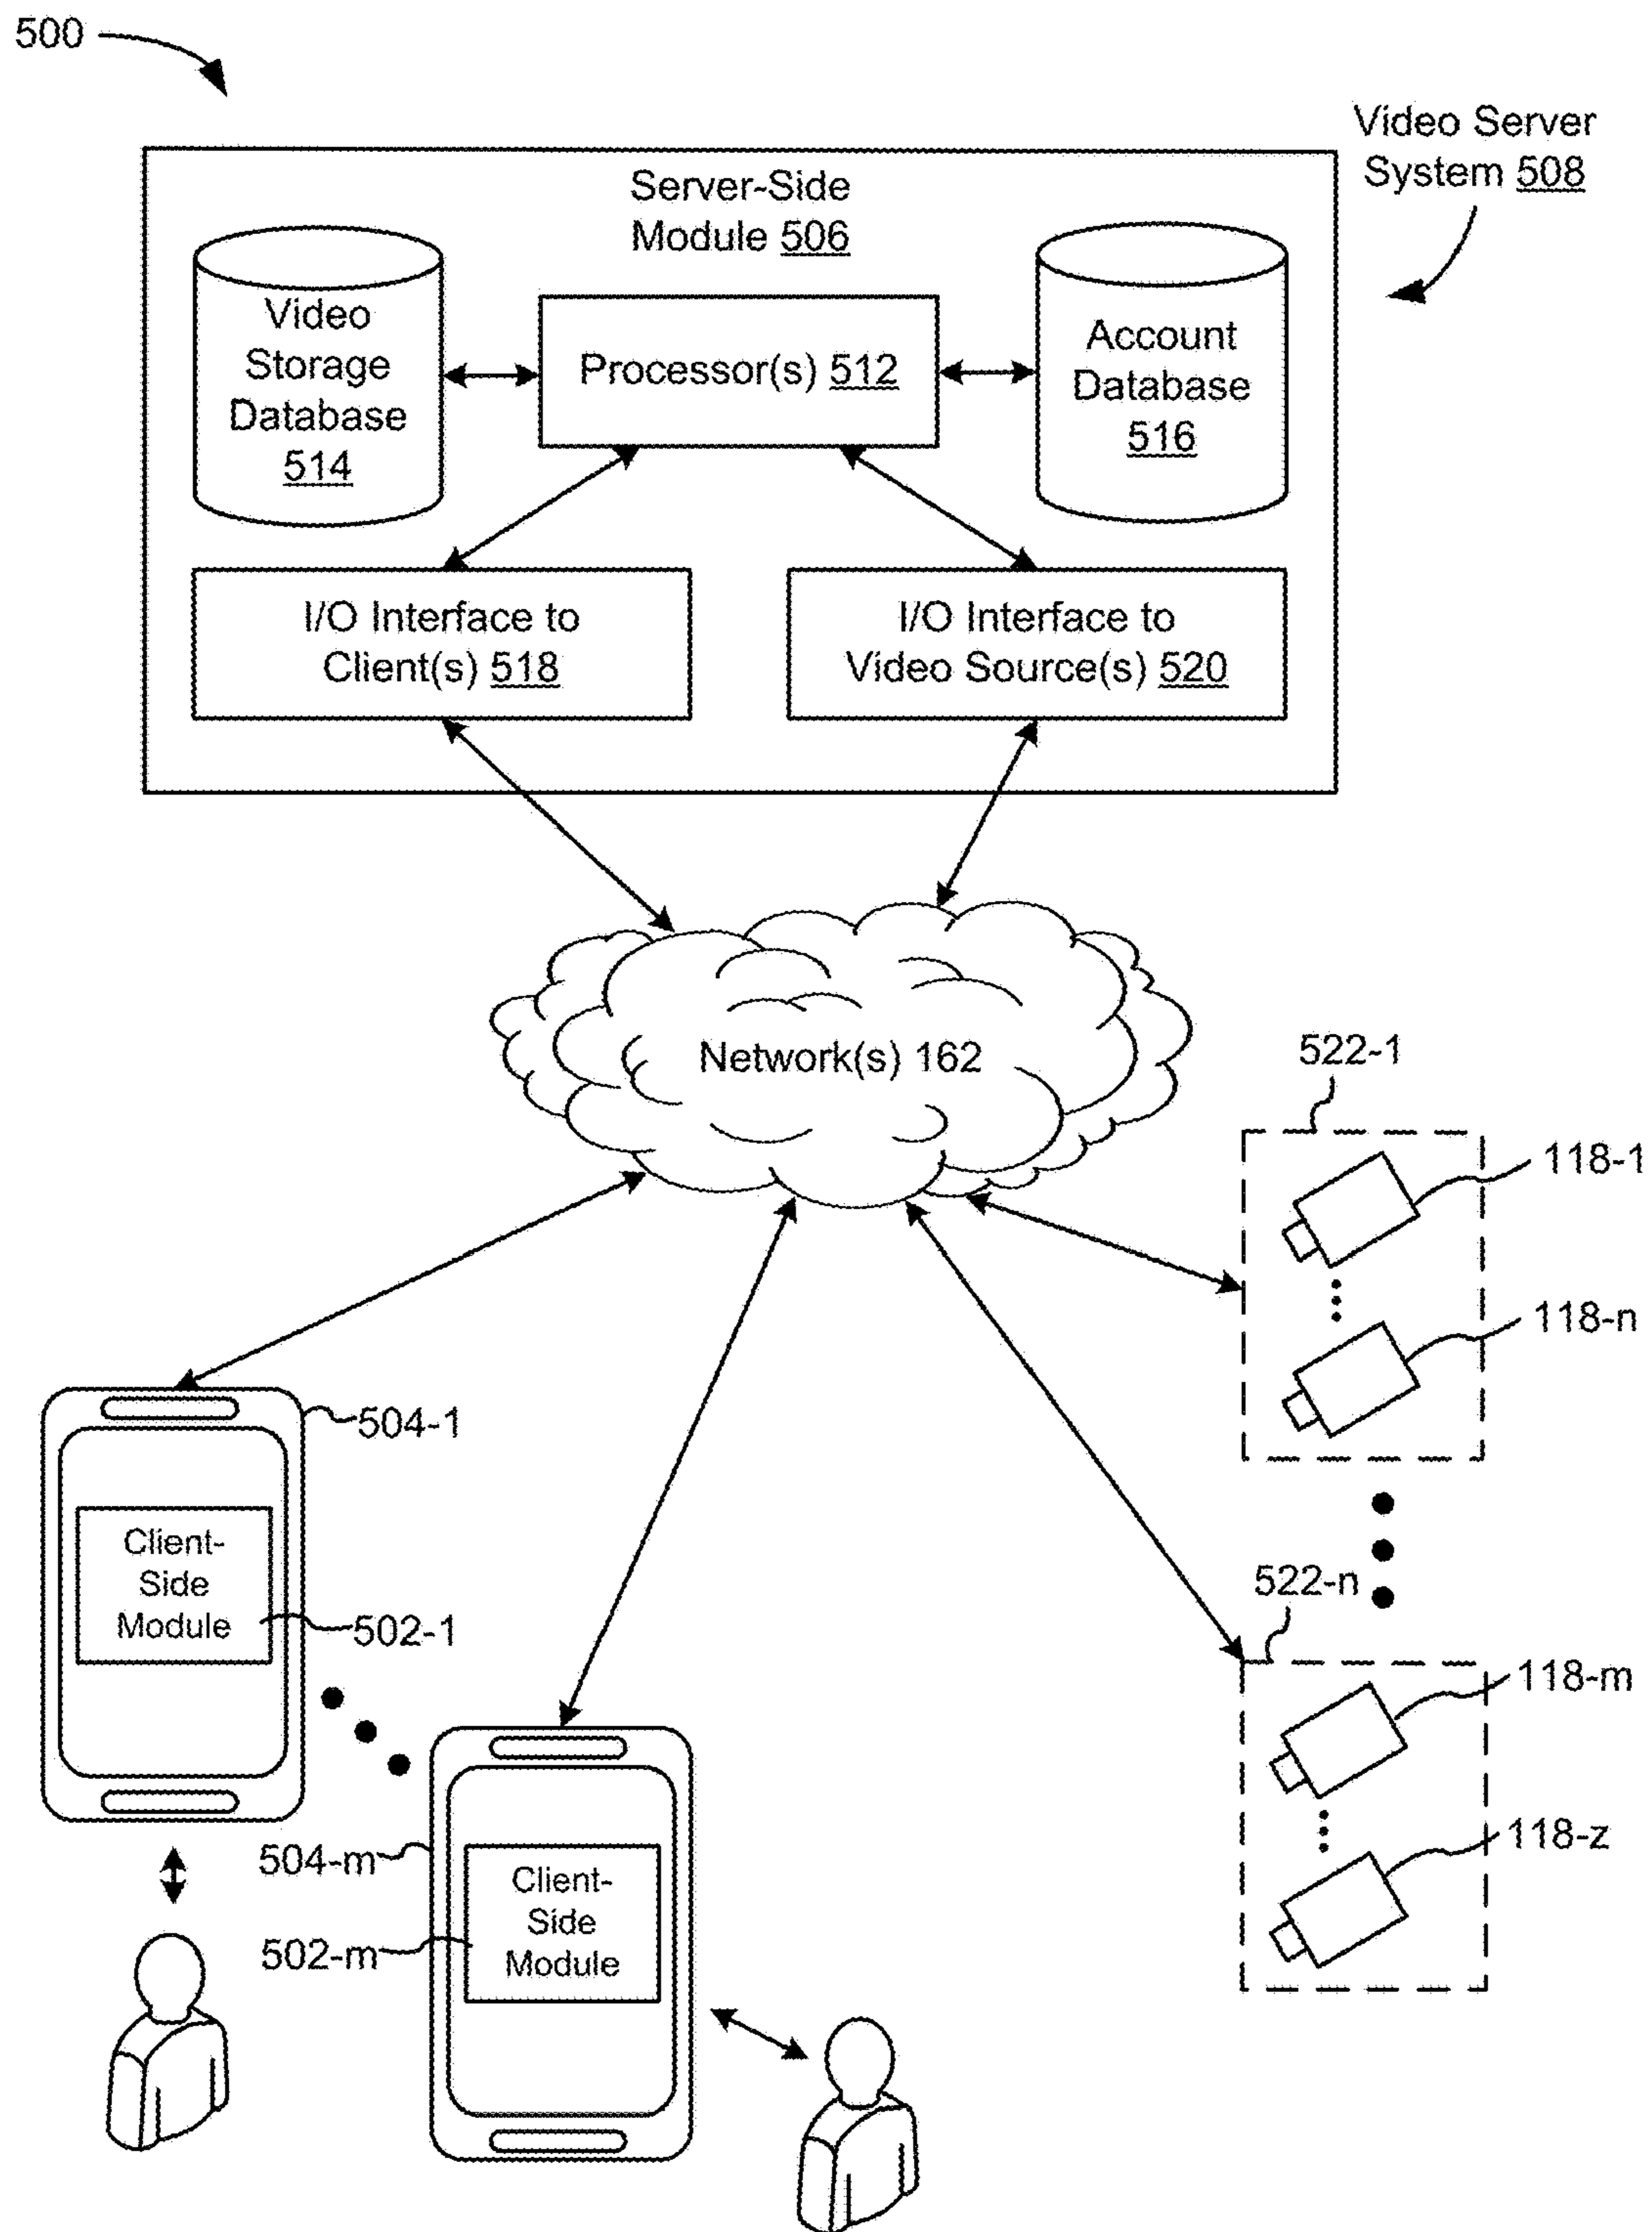 500
Video Server
System 508
Server-Side
Module 506
Video
Storage
Database
514
Processor(s) 512
Account
Database
516
I/O Interface to
Client(s) 518
I/O Interface to
Video Source(s) 520
Network(s) 162
522-1
118-1
118-n
504-1
Client-
Side
Module
502-1
522-n
118-m
118-z
504-m
Client-
Side
Module
502-m